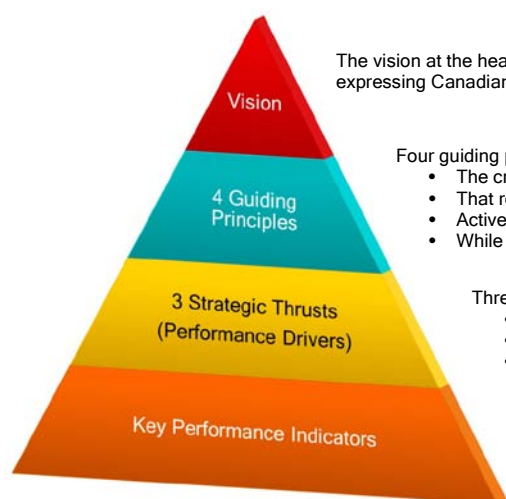 Vision
The vision at the hea
expressing Canadian
4 Guiding
Principles
Four guiding p
• The cr
• That re
• Active
• While
3 Strategic Thrusts
(Performance Drivers)
Thre
•
•
•
Key Performance Indicators